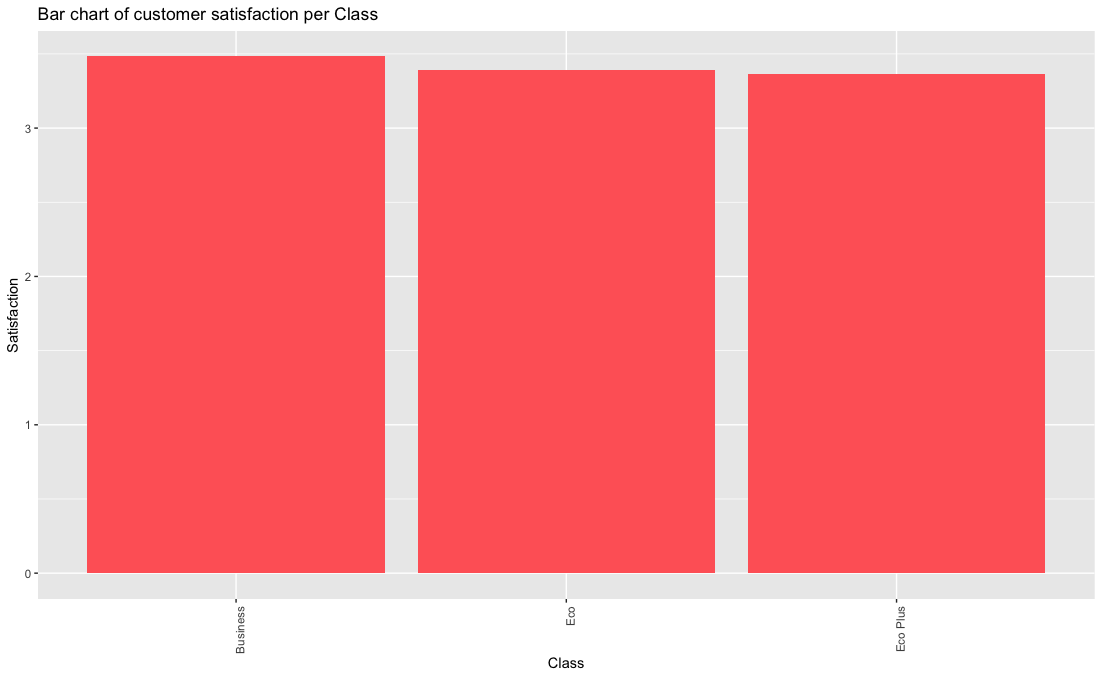 Bar chart of customer satisfaction per Class
Satisfaction
3
2
1
0
Business
Eco
Eco Plus
Class